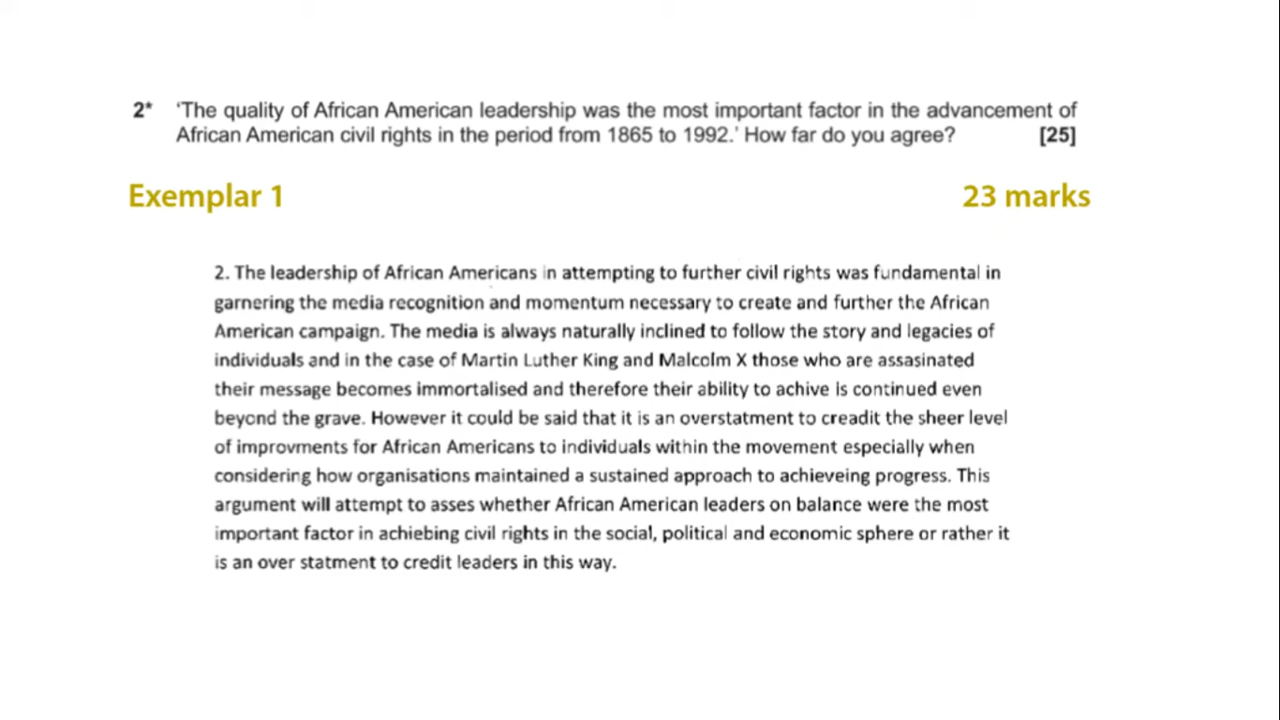 2* 'The quality of African American leadership was the most important factor in the advancement of
African American civil rights in the period from 1865 to 1992.' How far do you agree? [25]
Exemplar 1 23 marks
2. The leadership of African Americans in attempting to further civil rights was fundamental in
garnering the media recognition and momentum necessary to create and further the African
American campaign. The media is always naturally inclined to follow the story and legacies of
individuals and in the case of Martin Luther King and Malcolm X those who are assasinated
their message becomes immortalised and therefore their ability to achive is continued even
beyond the grave. However it could be said that it is an overstatment to creadit the sheer level
of improvments for African Americans to individuals within the movement especially when
considering how organisations maintained a sustained approach to achieveing progress. This
argument will attempt to asses whether African American leaders on balance were the most
important factor in achiebing civil rights in the social, political and economic sphere or rather it
is an over statment to credit leaders in this way.